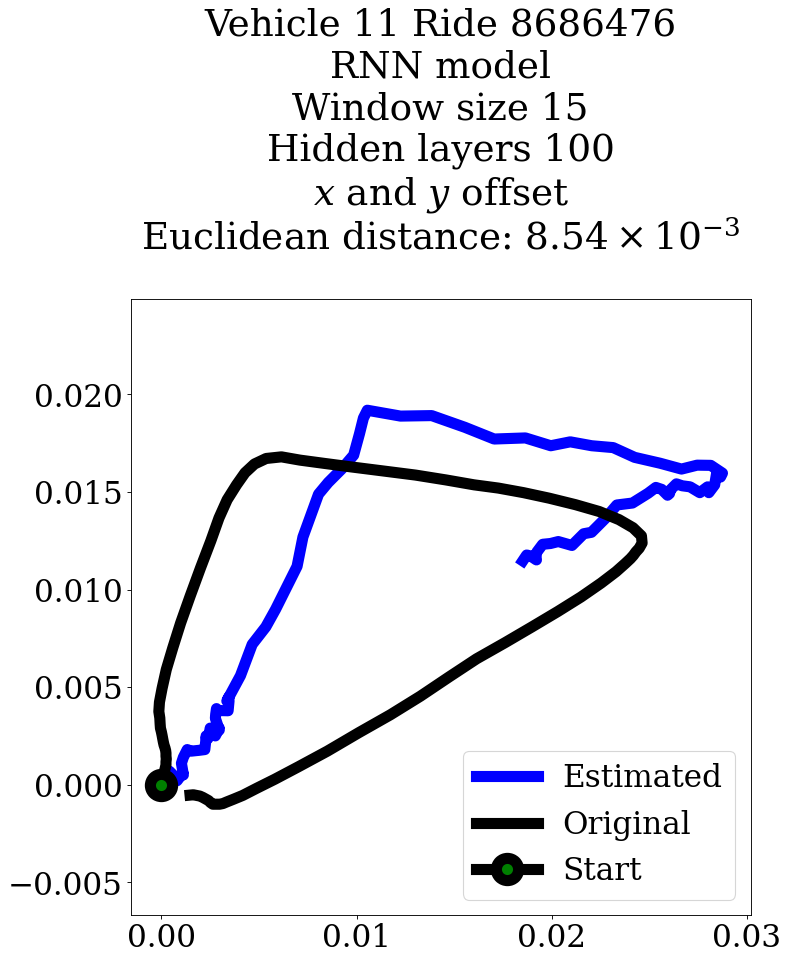 Vehicle 11 Ride 8686476
RNN model
Window size 15
Hidden layers 100
x and y offset
Euclidean distance: 8.54 × 10⁻³
0.020
0.015
0.010
0.005
0.000
−0.005
0.00 0.01 0.02 0.03
Estimated
Original
Start